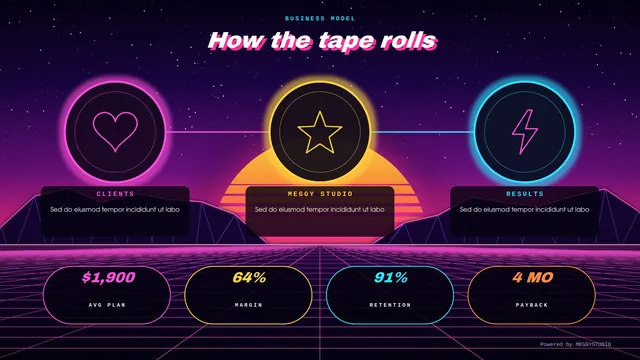 BUSINESS MODEL
How the tape rolls
CLIENTS
Sed do eiusmod tempor incididunt ut labo
MEGGY STUDIO
Sed do eiusmod tempor incididunt ut labo
RESULTS
Sed do eiusmod tempor incididunt ut labo
$1,900
AVG PLAN
64%
MARGIN
91%
RETENTION
4 MO
PAYBACK
Powered by MEGGYSTUDIO